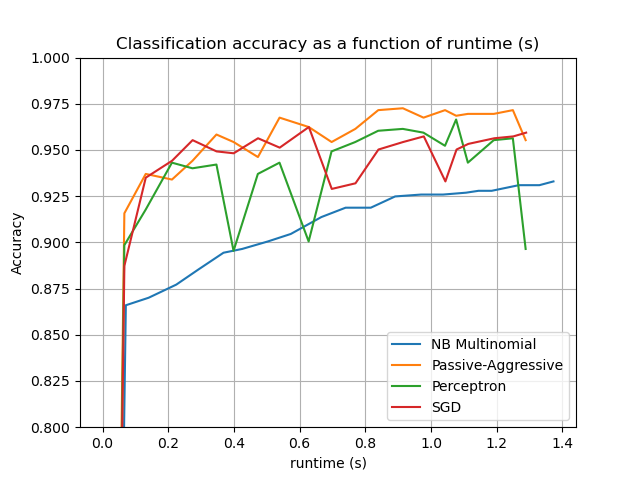 Classification accuracy as a function of runtime (s)
1.000
0.975
0.950
0.925
0.900
0.875
0.850
0.825
0.800
Accuracy
0.0 0.2 0.4 0.6 0.8 1.0 1.2 1.4
runtime (s)
NB Multinomial
Passive-Aggressive
Perceptron
SGD